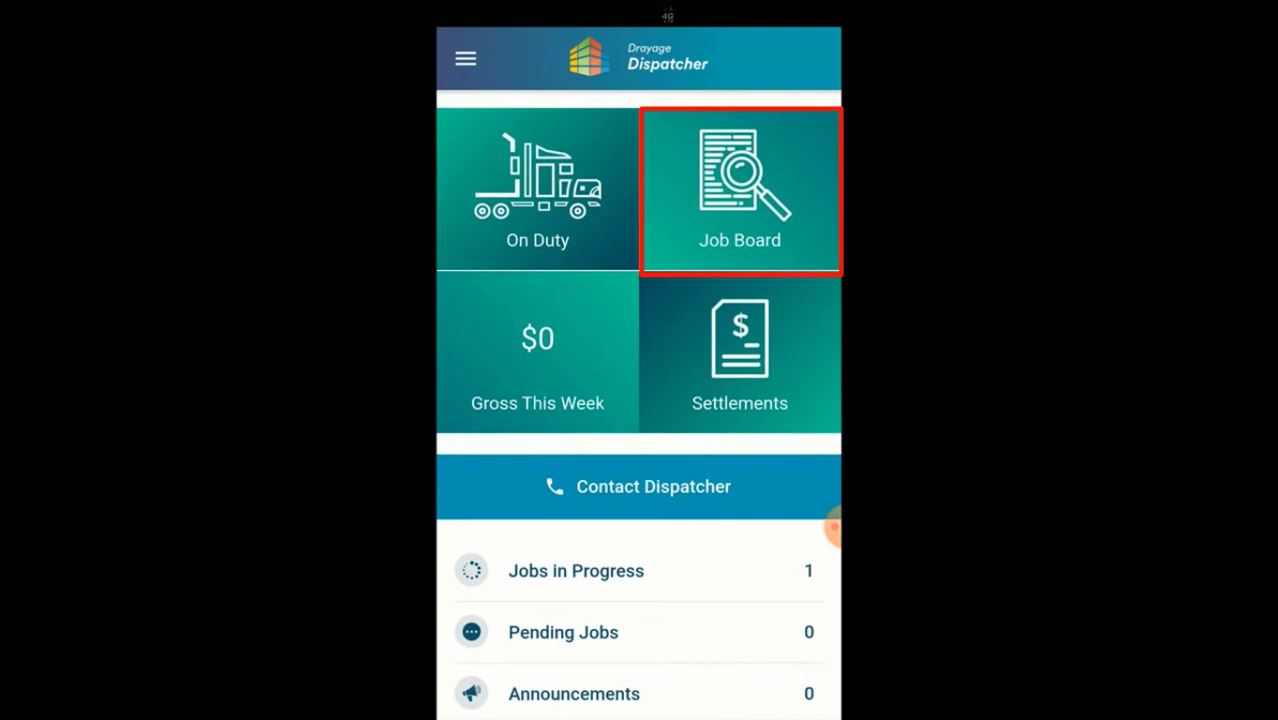 4G
Drayage
Dispatcher
On Duty
Job Board
$0
$
Gross This Week
Settlements
Contact Dispatcher
Jobs in Progress 1
Pending Jobs 0
Announcements 0